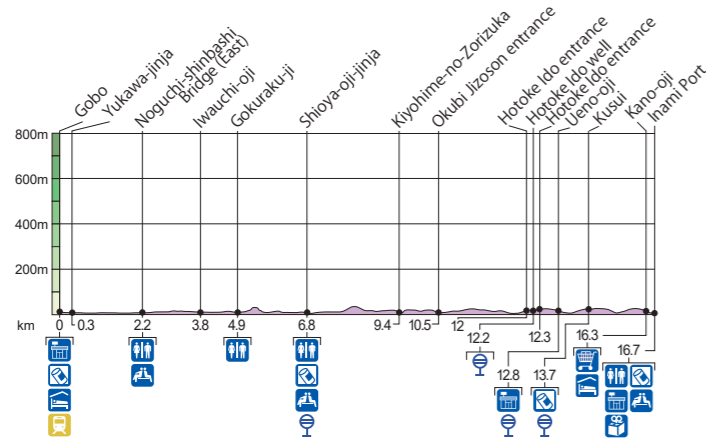 Gobo
Yukawa-jinja
Noguchi-shinbashi
Bridge (East)
Iwauchi-oji
Gokuraku-ji
Shioya-oji-jinja
Kiyohime-no-Zorizuka
Okubi Jizoson entrance
Hotoke Ido entrance
Hotoke Ido well
Hotoke Ido entrance
Ueno-oji
Kusui
Kano-oji
Inami Port
800m
600m
400m
200m
km 0 0.3 2.2 3.8 4.9 6.8 9.4 10.5 12
12.2 12.3 16.3
12.8 13.7 16.7